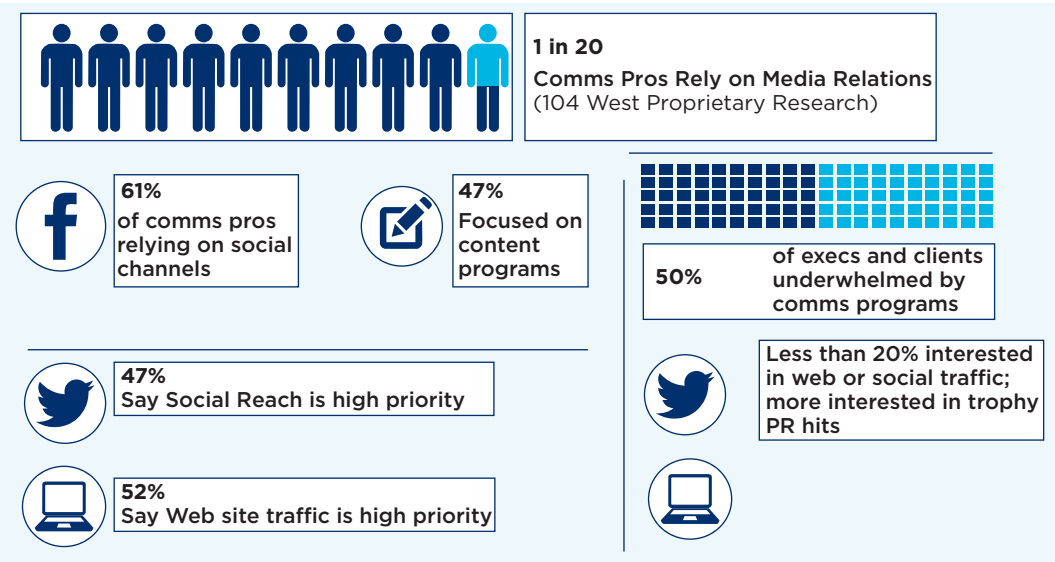 1 in 20
Comms Pros Rely on Media Relations
(104 West Proprietary Research)
61%
of comms pros
relying on social
channels
47%
Focused on
content
programs
50%
of execs and clients
underwhelmed by
comms programs
47%
Say Social Reach is high priority
52%
Say Web site traffic is high priority
Less than 20% interested
in web or social traffic;
more interested in trophy
PR hits